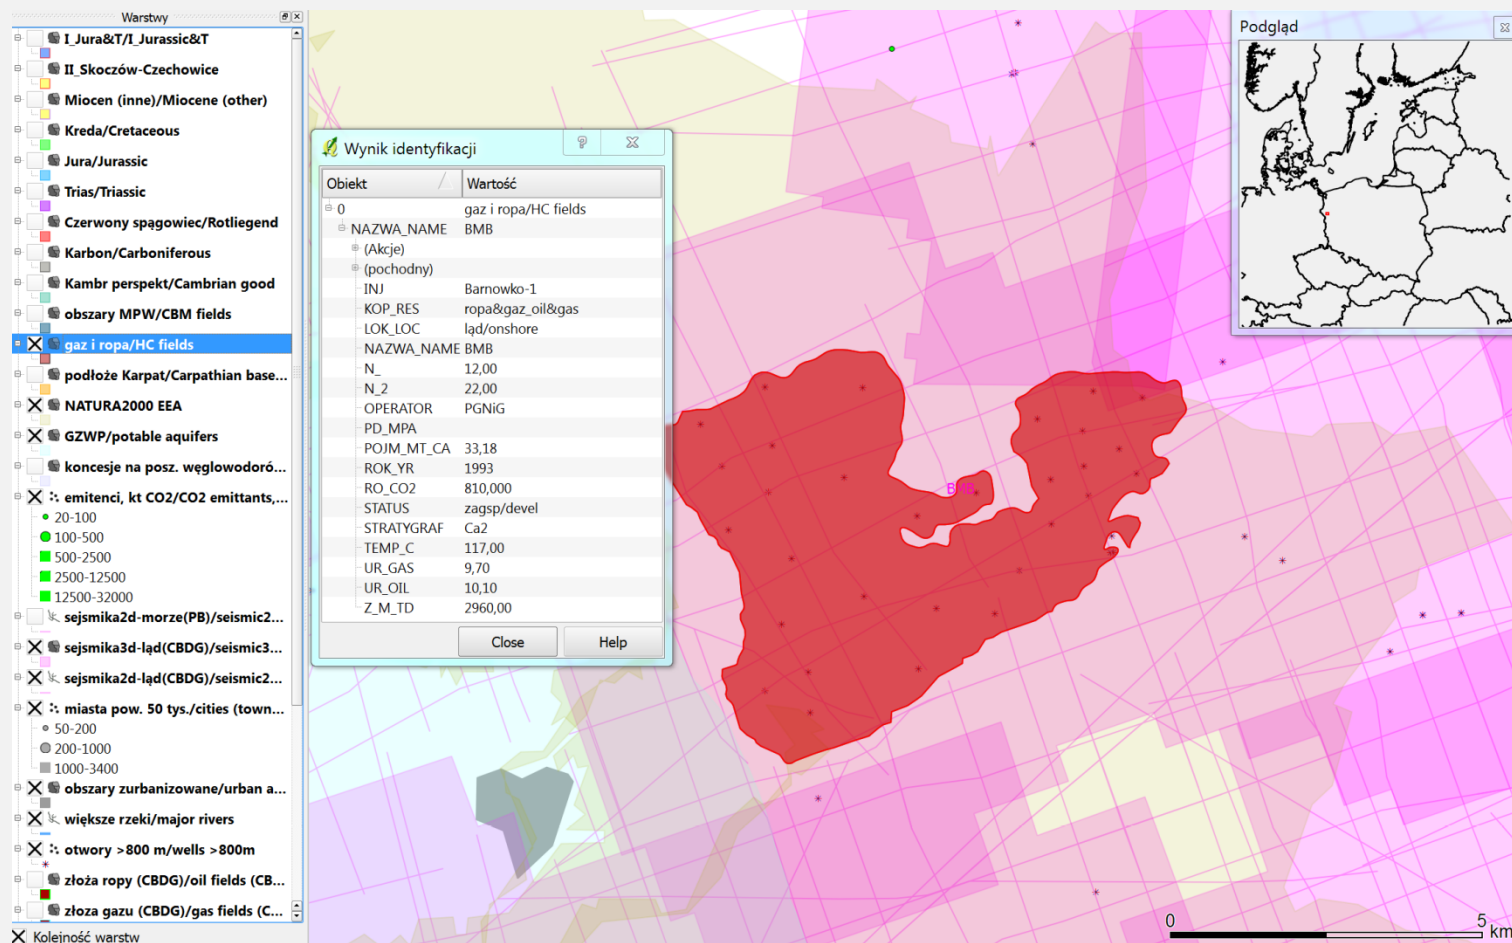 Warstwy
I_Jura&T/I_Jurassic&T
II_Skoczów-Czechowice
Miocen (inne)/Miocene (other)
Kreda/Cretaceous
Jura/Jurassic
Trias/Triassic
Czerwony spągowiec/Rotliegend
Karbon/Carboniferous
Kambr perspekt/Cambrian good
obszary MPW/CBM fields
gaz i ropa/HC fields
podłoże Karpat/Carpathian base...
NATURA2000 EEA
GZWP/potable aquifers
koncesje na posz. węglowodoró...
emitenci, kt CO2/CO2 emittants,...
20-100
100-500
500-2500
2500-12500
12500-32000
sejsmika2d-morze(PB)/seismic2...
sejsmika3d-ląd(CBDG)/seismic3...
sejsmika2d-ląd(CBDG)/seismic2...
miasta pow. 50 tys./cities (town...
50-200
200-1000
1000-3400
obszary zurbanizowane/urban a...
większe rzeki/major rivers
otwory >800 m/wells >800m
złoża ropy (CBDG)/oil fields (CB...
złoza gazu (CBDG)/gas fields (C...
Kolejność warstw
Wynik identyfikacji
Obiekt Wartość
0 gaz i ropa/HC fields
NAZWA_NAME BMB
(Akcje)
(pochodny)
INJ Barnowko-1
KOP_RES ropa&gaz_oil&gas
LOK_LOC ląd/onshore
NAZWA_NAME BMB
N_ 12,00
N_2 22,00
OPERATOR PGNiG
PD_MPA
POJM_MT_CA 33,18
ROK_YR 1993
RO_CO2 810,000
STATUS zagsp/devel
STRATYGRAF Ca2
TEMP_C 117,00
UR_GAS 9,70
UR_OIL 10,10
Z_M_TD 2960,00
Close Help
BMB
Podgląd
0 5 km